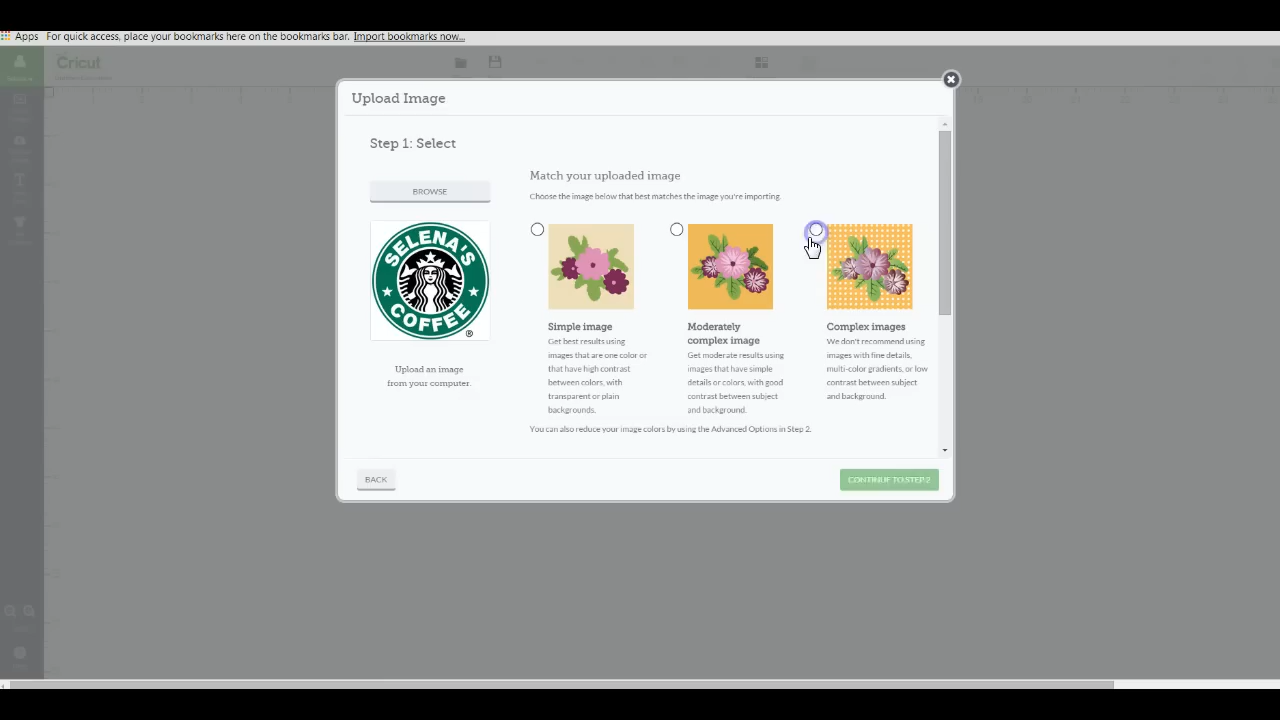 Apps For quick access, place your bookmarks here on the bookmarks bar. Import bookmarks now...
Cricut
Upload Image
Step 1: Select
BROWSE
SELENA'S
COFFEE
®
Upload an image
from your computer.
Match your uploaded image
Choose the image below that best matches the image you're importing.
Simple image
Get best results using
images that are one color or
that have high contrast
between colors, with
transparent or plain
backgrounds.
Moderately
complex image
Get moderate results using
images that have simple
details or colors, with good
contrast between subject
and background.
Complex images
We don't recommend using
images with fine details,
multi-color gradients, or low
contrast between subject
and background.
You can also reduce your image colors by using the Advanced Options in Step 2.
BACK
CONTINUE TO STEP 2